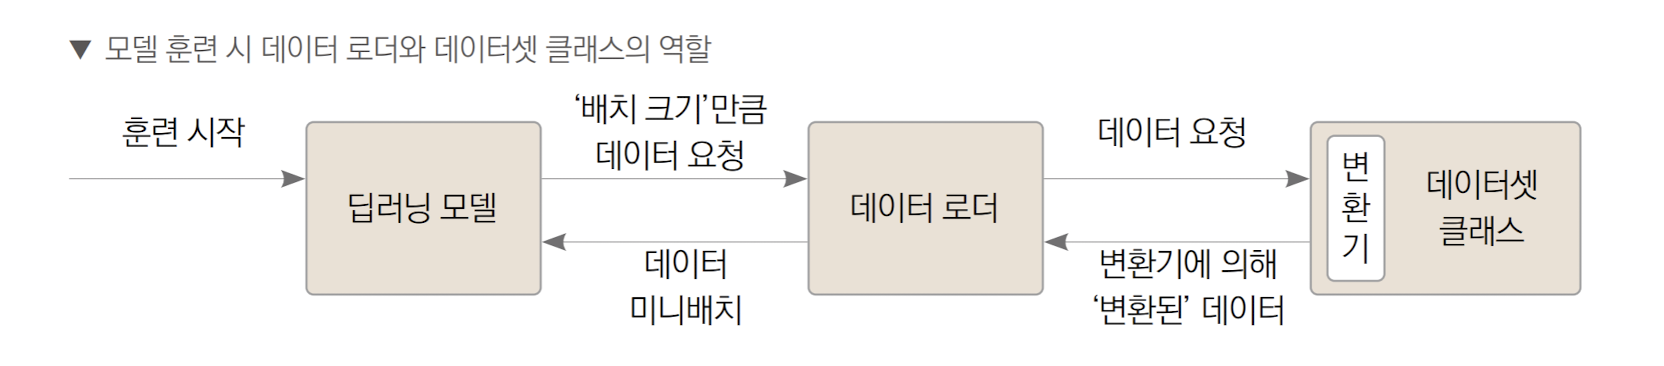 ▼ 모델 훈련 시 데이터 로더와 데이터셋 클래스의 역할
훈련 시작
딥러닝 모델
‘배치 크기’만큼
데이터 요청
데이터
미니배치
데이터 로더
데이터 요청
변환기에 의해
‘변환된’ 데이터
변
환
기
데이터셋
클래스